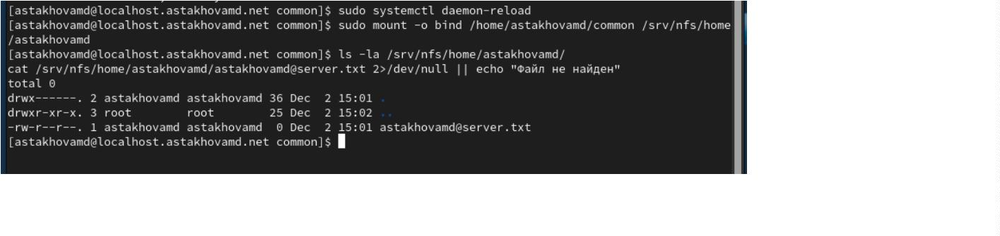 [astakhovamd@localhost.astakhovamd.net common]$ sudo systemctl daemon-reload
[astakhovamd@localhost.astakhovamd.net common]$ sudo mount -o bind /home/astakhovamd/common /srv/nfs/home
/astakhovamd
[astakhovamd@localhost.astakhovamd.net common]$ ls -la /srv/nfs/home/astakhovamd/
cat /srv/nfs/home/astakhovamd/astakhovamd@server.txt 2>/dev/null || echo "Файл не найден"
total 0
drwx------. 2 astakhovamd astakhovamd 36 Dec  2 15:01 .
drwxr-xr-x. 3 root        root        25 Dec  2 15:02 ..
-rw-r--r--. 1 astakhovamd astakhovamd  0 Dec  2 15:01 astakhovamd@server.txt
[astakhovamd@localhost.astakhovamd.net common]$